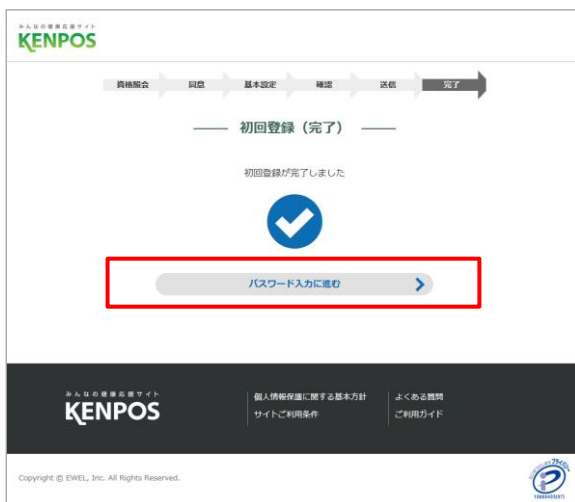 みんなの健康応援サイト
KENPOS
資格照会 同意 基本設定 確認 送信 完了
初回登録（完了）
初回登録が完了しました
パスワード入力に進む
みんなの健康応援サイト
KENPOS
個人情報保護に関する基本方針 よくある質問
サイトご利用条件 ご利用ガイド
Copyright © EWEL, Inc. All Rights Reserved.